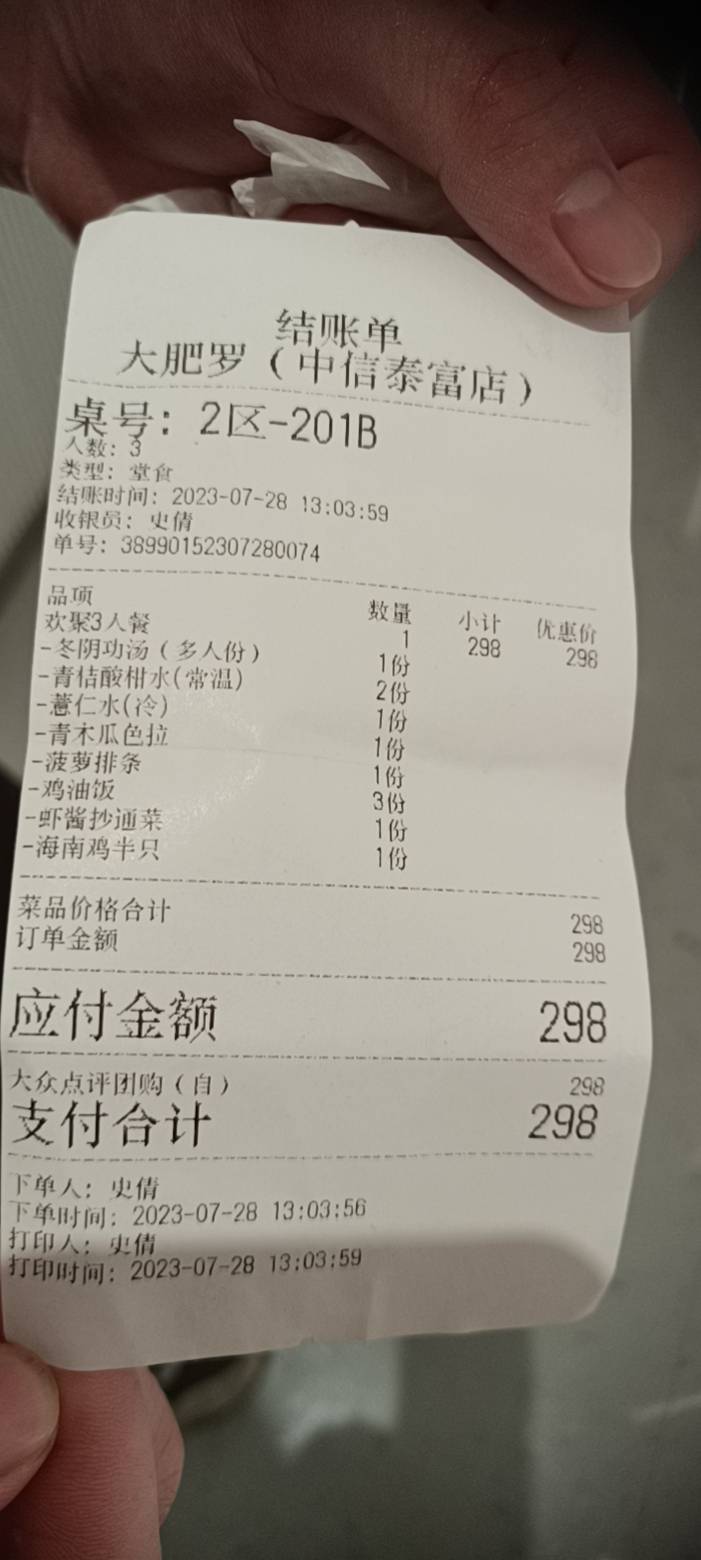 结账单
大肥罗（中信泰富店）
桌号: 2区-201B
人数: 3
类型: 堂食
结账时间: 2023-07-28 13:03:59
收银员: 史倩
单号: 38990152307280074
品项 数量 小计 优惠价
欢聚3人餐 1 298 298
-冬阴功汤（多人份） 1份
-青桔酸柑水(常温) 2份
-薏仁水(冷) 1份
-青木瓜色拉 1份
-菠萝排条 1份
-鸡油饭 3份
-虾酱抄通菜 1份
-海南鸡半只 1份
菜品价格合计 298
订单金额 298
应付金额 298
大众点评团购（自） 298
支付合计 298
下单人: 史倩
下单时间: 2023-07-28 13:03:56
打印人: 史倩
打印时间: 2023-07-28 13:03:59